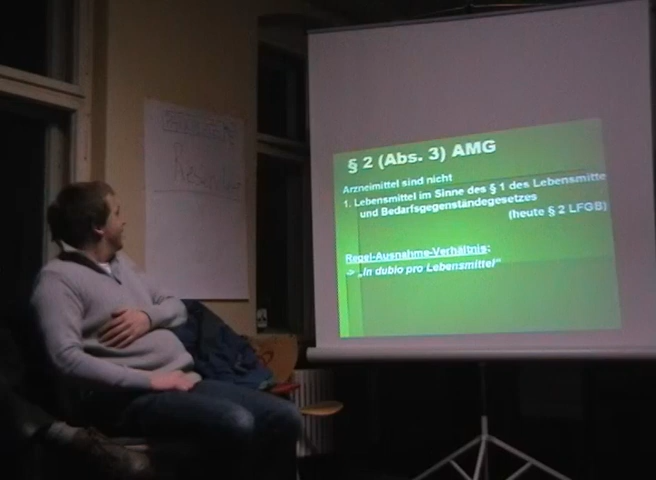 § 2 (Abs. 3) AMG
Arzneimittel sind nicht
1. Lebensmittel im Sinne des § 1 des Lebensmitte
und Bedarfsgegenständegesetzes
(heute § 2 LFGB)
Regel-Ausnahme-Verhältnis:
-> „In dubio pro Lebensmittel“